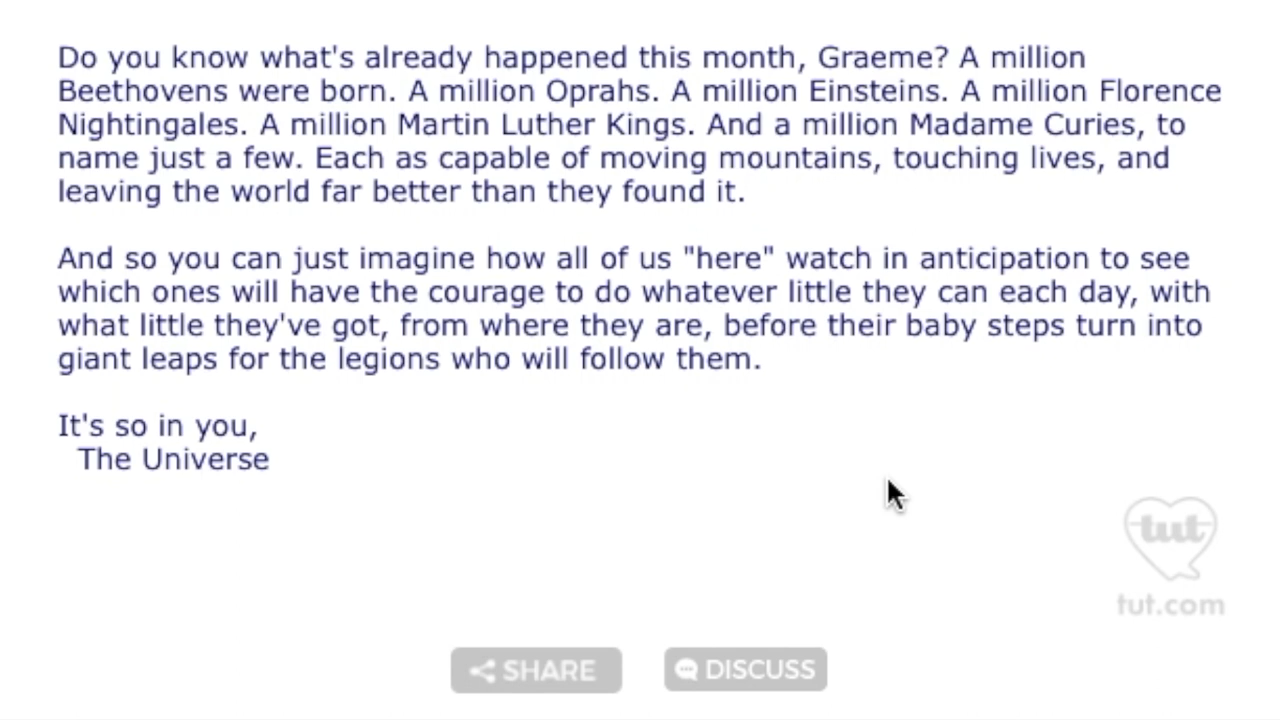 Do you know what's already happened this month, Graeme? A million
Beethovens were born. A million Oprahs. A million Einsteins. A million Florence
Nightingales. A million Martin Luther Kings. And a million Madame Curies, to
name just a few. Each as capable of moving mountains, touching lives, and
leaving the world far better than they found it.
And so you can just imagine how all of us "here" watch in anticipation to see
which ones will have the courage to do whatever little they can each day, with
what little they've got, from where they are, before their baby steps turn into
giant leaps for the legions who will follow them.
It's so in you,
The Universe
tut
tut.com
SHARE
DISCUSS